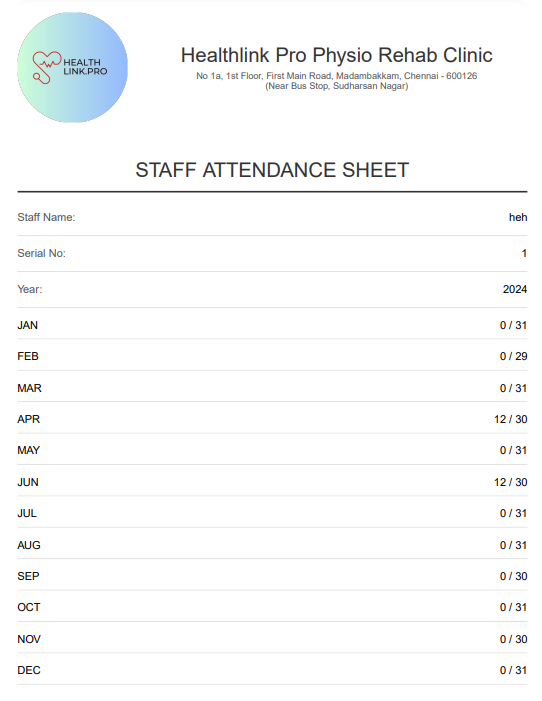 HEALTH
LINK.PRO
Healthlink Pro Physio Rehab Clinic
No 1a, 1st Floor, First Main Road, Madambakkam, Chennai - 600126
(Near Bus Stop, Sudharsan Nagar)
STAFF ATTENDANCE SHEET
Staff Name: heh
Serial No: 1
Year: 2024
JAN 0 / 31
FEB 0 / 29
MAR 0 / 31
APR 12 / 30
MAY 0 / 31
JUN 12 / 30
JUL 0 / 31
AUG 0 / 31
SEP 0 / 30
OCT 0 / 31
NOV 0 / 30
DEC 0 / 31